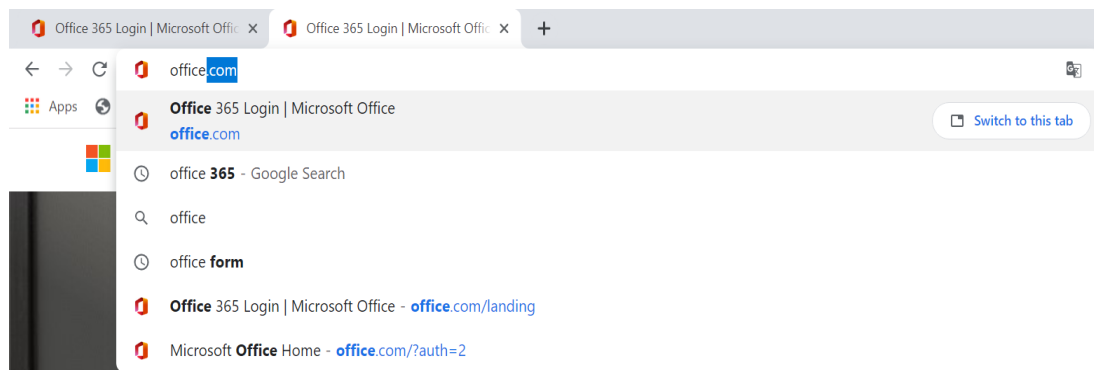 Office 365 Login | Microsoft Offic
Office 365 Login | Microsoft Offic
office.com
Apps
Office 365 Login | Microsoft Office
office.com
Switch to this tab
office 365 - Google Search
office
office form
Office 365 Login | Microsoft Office - office.com/landing
Microsoft Office Home - office.com/?auth=2